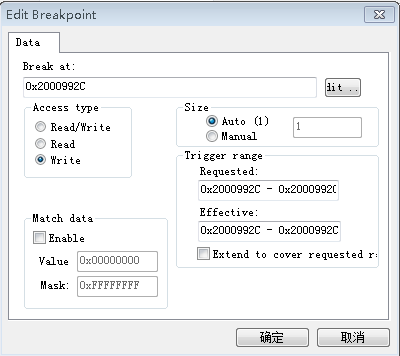 Edit Breakpoint
Data
Break at:
0x2000992C
dit ..
Access type
Read/Write
Read
Write
Size
Auto (1)
Manual
1
Trigger range
Requested:
0x2000992C - 0x2000992C
Effective:
0x2000992C - 0x2000992C
Extend to cover requested r
Match data
Enable
Value
0x00000000
Mask:
0xFFFFFFFF
确定
取消